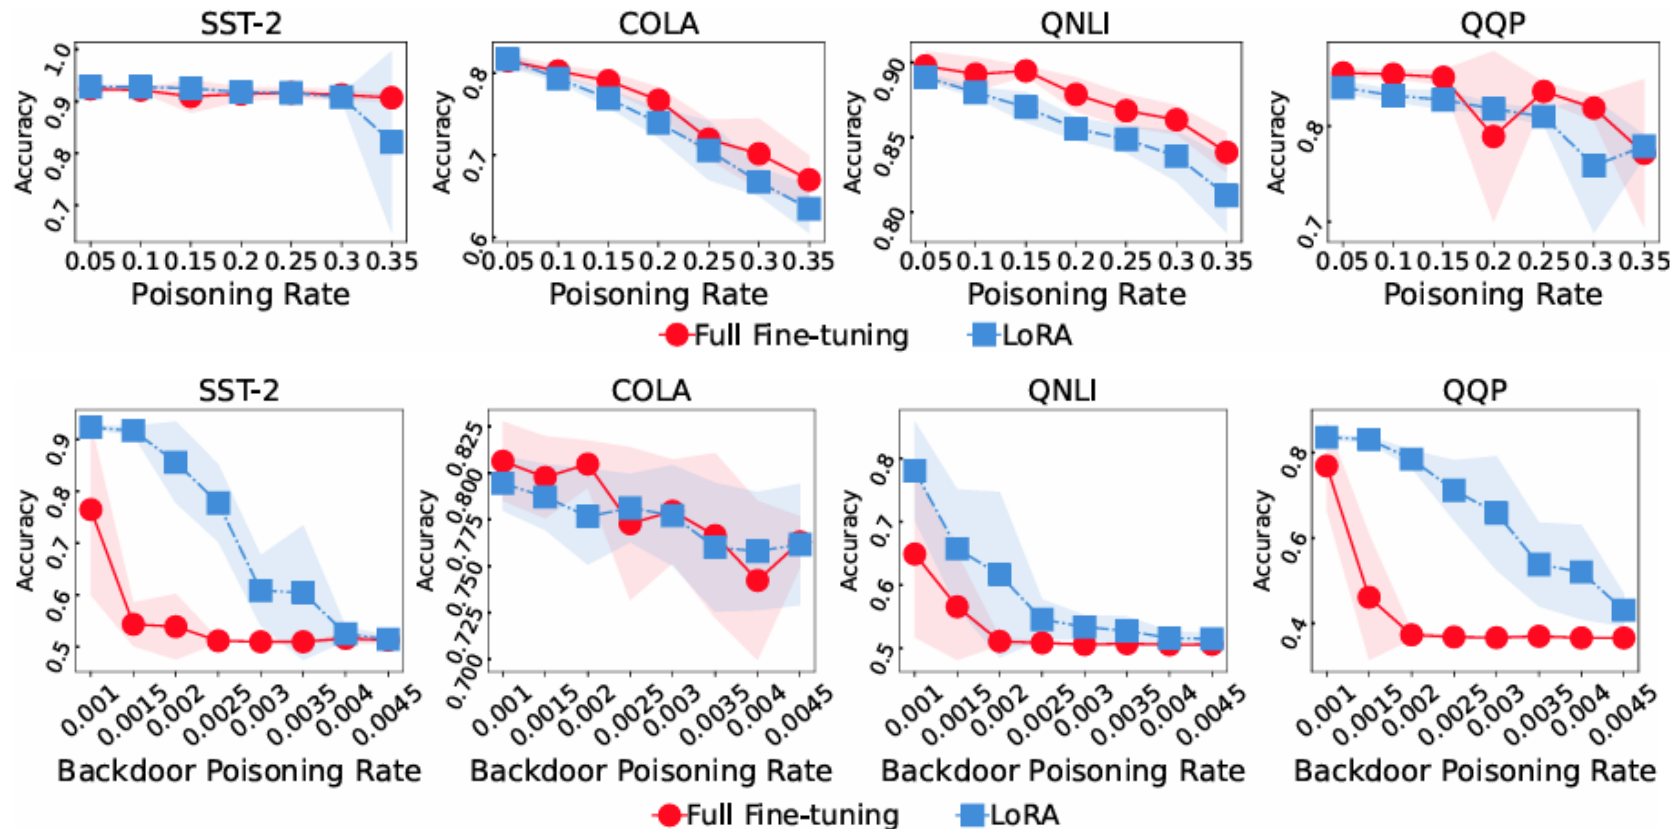 SST-2 COLA QNLI QQP
Accuracy 1.0 0.9 0.8 0.7
Accuracy 0.8 0.7 0.6
Accuracy 0.90 0.85 0.80
Accuracy 0.8 0.7
0.05 0.1 0.15 0.2 0.25 0.3 0.35 0.05 0.1 0.15 0.2 0.25 0.3 0.35 0.05 0.1 0.15 0.2 0.25 0.3 0.35 0.05 0.1 0.15 0.2 0.25 0.3 0.35
Poisoning Rate Poisoning Rate Poisoning Rate Poisoning Rate
Full Fine-tuning LoRA
SST-2 COLA QNLI QQP
Accuracy 0.9 0.8 0.7 0.6 0.5
Accuracy 0.825 0.800 0.775 0.750 0.725 0.700
Accuracy 0.8 0.7 0.6 0.5
Accuracy 0.8 0.6 0.4
0.001 0.0015 0.002 0.0025 0.003 0.0035 0.004 0.0045 0.001 0.0015 0.002 0.0025 0.003 0.0035 0.004 0.0045 0.001 0.0015 0.002 0.0025 0.003 0.0035 0.004 0.0045 0.001 0.0015 0.002 0.0025 0.003 0.0035 0.004 0.0045
Backdoor Poisoning Rate Backdoor Poisoning Rate Backdoor Poisoning Rate Backdoor Poisoning Rate
Full Fine-tuning LoRA